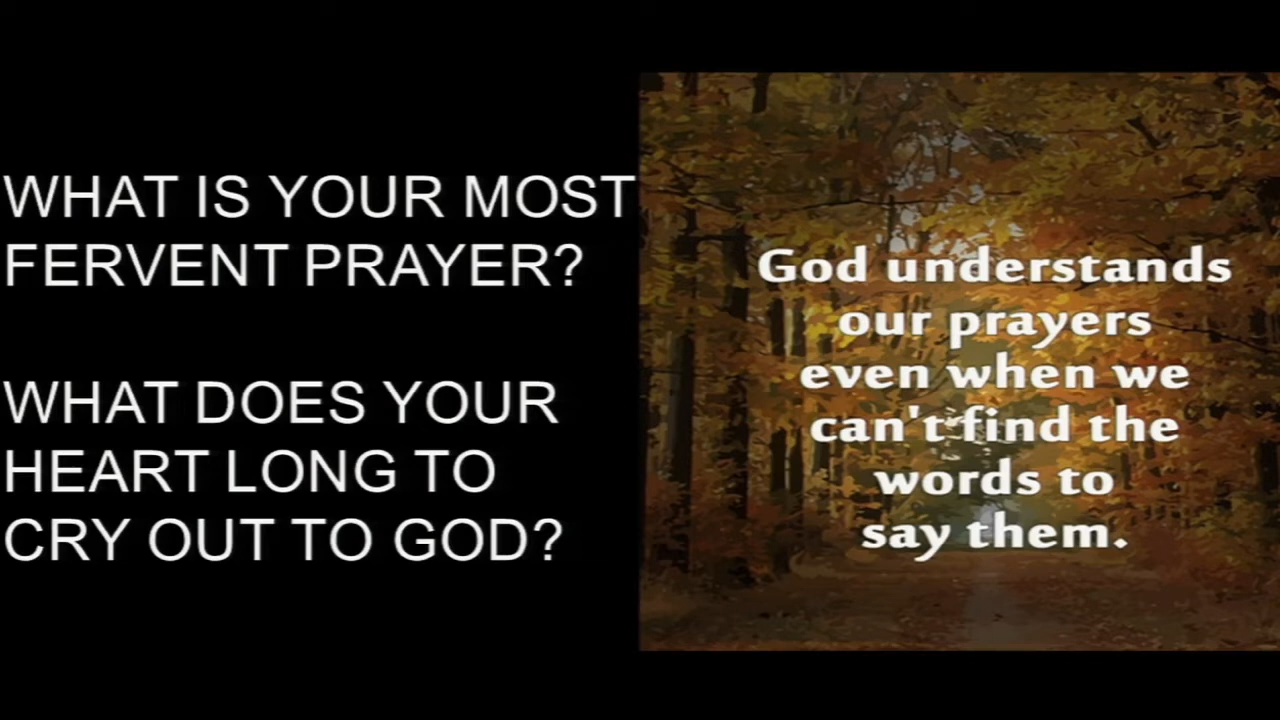 WHAT IS YOUR MOST
FERVENT PRAYER?
WHAT DOES YOUR
HEART LONG TO
CRY OUT TO GOD?
God understands
our prayers
even when we
can't find the
words to
say them.